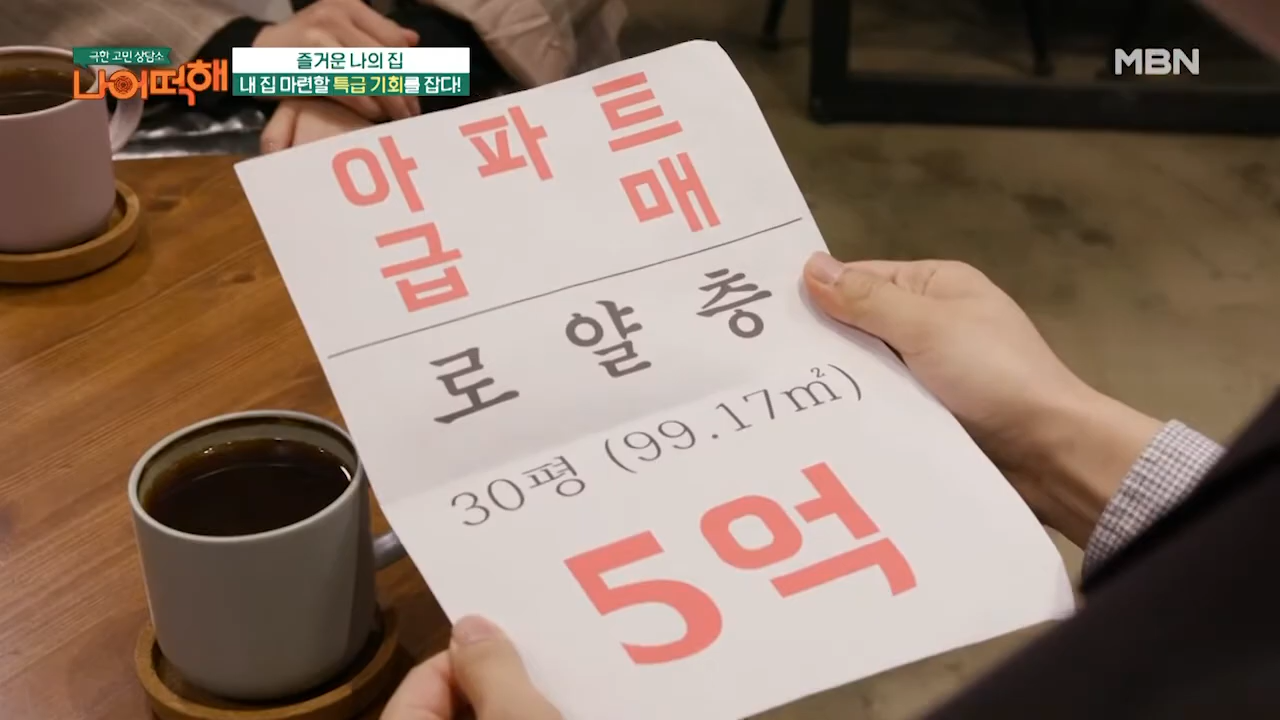 극한 고민 상담소
나 어떡해
즐거운 나의 집
내 집 마련할 특급 기회를 잡다!
MBN
아 파 트
급 매
로 얄 층
30평 (99.17㎡)
5억